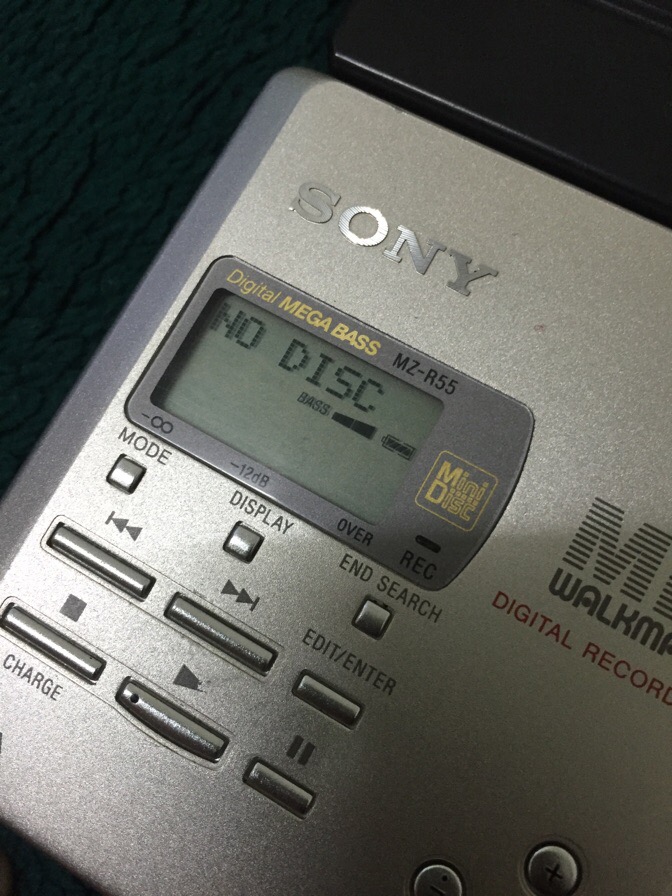 SONY
Digital MEGA BASS
MZ-R55
NO DISC
BASS
-∞
-12dB
OVER
REC
Mini
Disc
MODE
DISPLAY
END SEARCH
EDIT/ENTER
CHARGE
WALKMA
DIGITAL RECORD
+
-